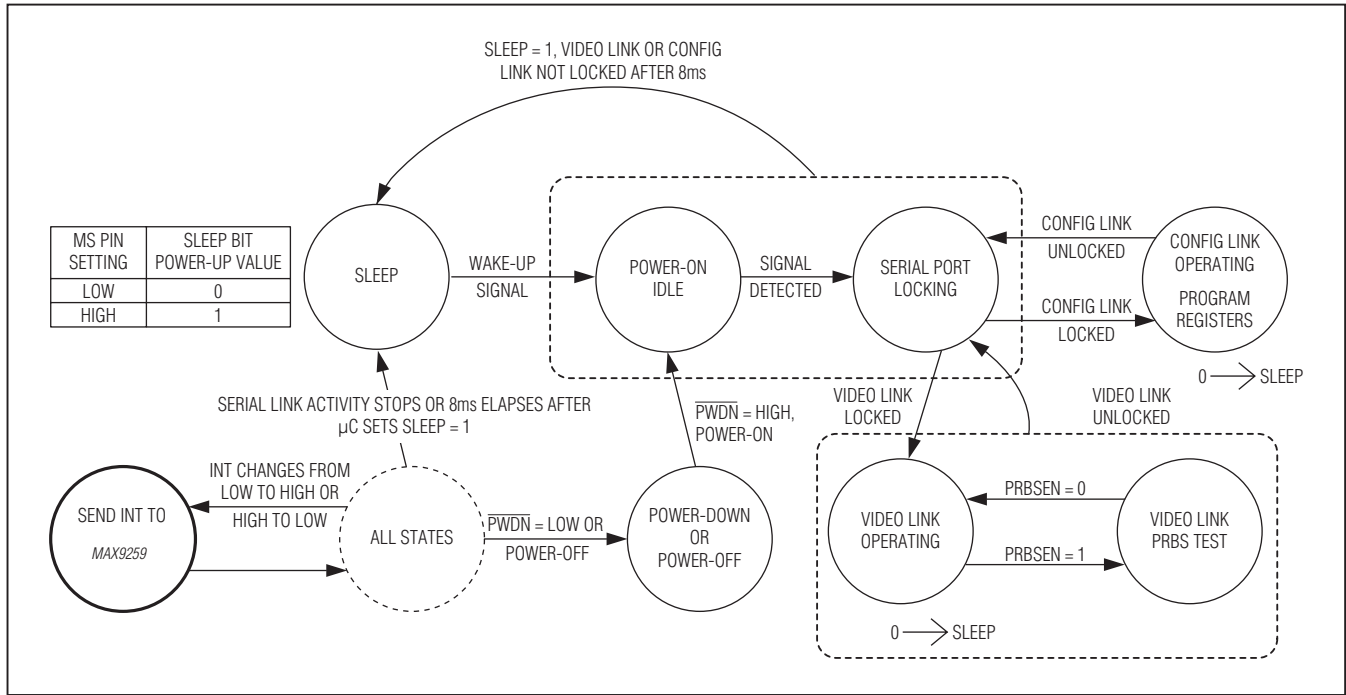 SLEEP = 1, VIDEO LINK OR CONFIG
LINK NOT LOCKED AFTER 8ms
MS PIN
SETTING
SLEEP BIT
POWER-UP VALUE
LOW
0
HIGH
1
SLEEP
WAKE-UP
SIGNAL
POWER-ON
IDLE
SIGNAL
DETECTED
SERIAL PORT
LOCKING
CONFIG LINK
UNLOCKED
CONFIG LINK
LOCKED
CONFIG LINK
OPERATING
PROGRAM
REGISTERS
0 → SLEEP
SERIAL LINK ACTIVITY STOPS OR 8ms ELAPSES AFTER
µC SETS SLEEP = 1
PWDN = HIGH,
POWER-ON
VIDEO LINK
LOCKED
VIDEO LINK
UNLOCKED
INT CHANGES FROM
LOW TO HIGH OR
HIGH TO LOW
SEND INT TO
MAX9259
ALL STATES
PWDN = LOW OR
POWER-OFF
POWER-DOWN
OR
POWER-OFF
VIDEO LINK
OPERATING
PRBSEN = 0
PRBSEN = 1
VIDEO LINK
PRBS TEST
0 → SLEEP